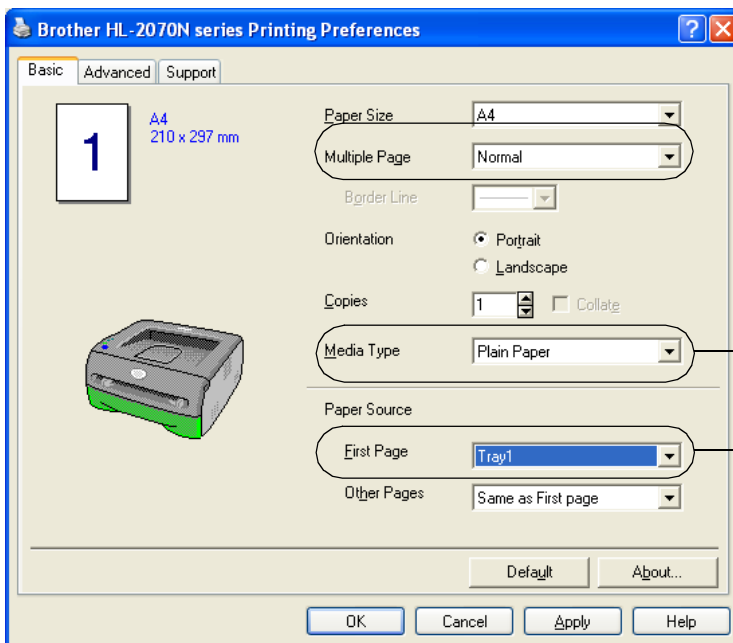 Brother HL-2070N series Printing Preferences
Basic Advanced Support
1
A4
210 x 297 mm
Paper Size A4
Multiple Page Normal
Border Line
Orientation Portrait
Landscape
Copies 1 Collate
Media Type Plain Paper
Paper Source
First Page Tray1
Other Pages Same as First page
Default About...
OK Cancel Apply Help